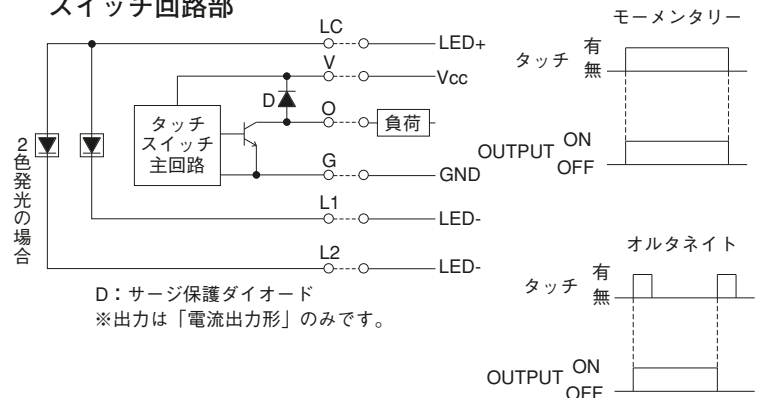 スイッチ回路部
LC
LED+
V
Vcc
D
O
負荷
タッチ
スイッチ
主回路
G
GND
L1
LED-
L2
LED-
2色発光の場合
D：サージ保護ダイオード
※出力は「電流出力形」のみです。
モーメンタリー
タッチ 有
無
OUTPUT ON
OFF
オルタネイト
タッチ 有
無
OUTPUT ON
OFF